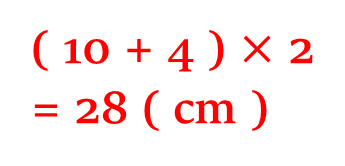 ( 10 + 4 ) × 2
= 28 ( cm )